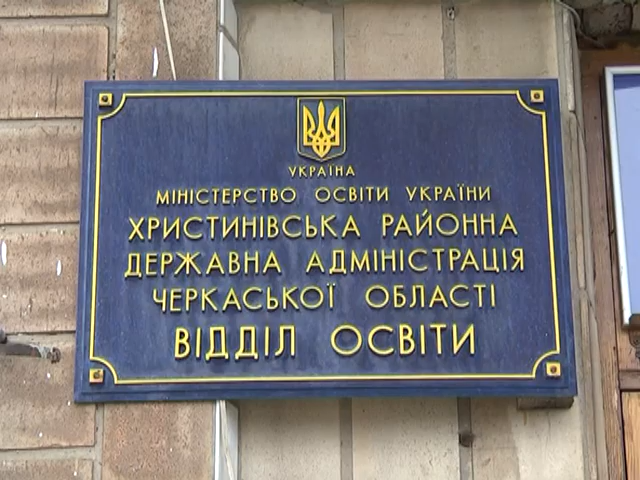 УКРАЇНА
МІНІСТЕРСТВО ОСВІТИ УКРАЇНИ
ХРИСТИНІВСЬКА РАЙОННА
ДЕРЖАВНА АДМІНІСТРАЦІЯ
ЧЕРКАСЬКОЇ ОБЛАСТІ
ВІДДІЛ ОСВІТИ